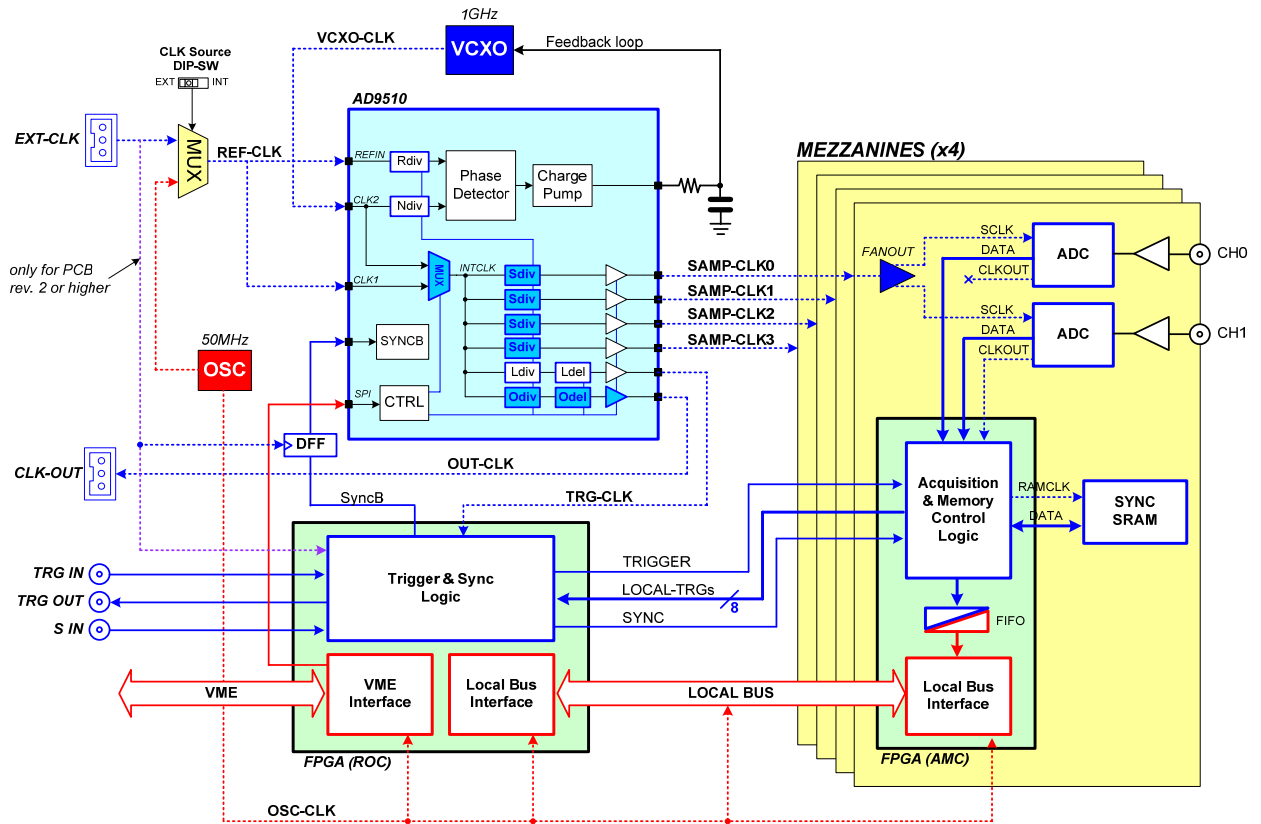 1GHz
VCXO-CLK
VCXO
Feedback loop
CLK Source
DIP-SW
EXT
INT
AD9510
EXT-CLK
MUX
REF-CLK
REFIN
Rdiv
Phase
Detector
Charge
Pump
CLK2
Ndiv
MEZZANINES (x4)
only for PCB
rev. 2 or higher
CLK1
MUX
INTCLK
Sdiv
Sdiv
Sdiv
Sdiv
SAMP-CLK0
SAMP-CLK1
SAMP-CLK2
SAMP-CLK3
FANOUT
SCLK
DATA
CLKOUT
ADC
CH0
SCLK
DATA
CLKOUT
ADC
CH1
50MHz
OSC
SYNCB
Ldiv
Ldel
SPI
CTRL
Odiv
Odel
DFF
CLK-OUT
OUT-CLK
SyncB
TRG-CLK
Acquisition
& Memory
Control
Logic
RAMCLK
DATA
SYNC
SRAM
TRG IN
TRG OUT
S IN
Trigger & Sync
Logic
TRIGGER
LOCAL-TRGs
8
SYNC
FIFO
VME
VME
Interface
Local Bus
Interface
LOCAL BUS
Local Bus
Interface
FPGA (ROC)
FPGA (AMC)
OSC-CLK